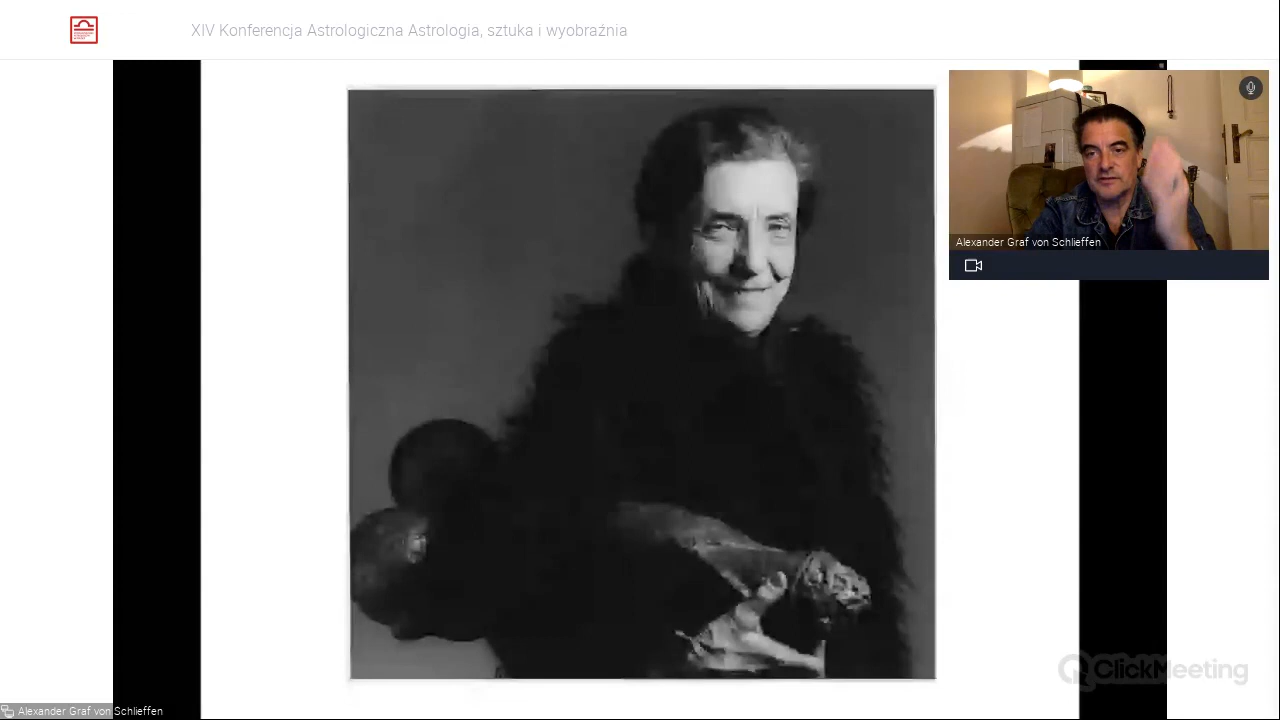 XIV Konferencja Astrologiczna Astrologia, sztuka i wyobraźnia
Alexander Graf von Schlieffen
ClickMeeting
Alexander Graf von Schlieffen